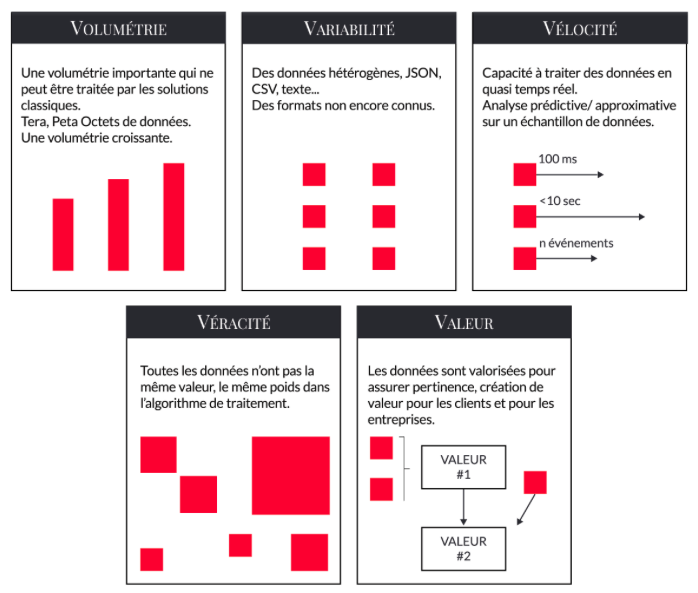 VOLUMÉTRIE
Une volumétrie importante qui ne
peut être traitée par les solutions
classiques.
Tera, Peta Octets de données.
Une volumétrie croissante.
VARIABILITÉ
Des données hétérogènes, JSON,
CSV, texte...
Des formats non encore connus.
VÉLOCITÉ
Capacité à traiter des données en
quasi temps réel.
Analyse prédictive/ approximative
sur un échantillon de données.
100 ms
<10 sec
n événements
VÉRACITÉ
Toutes les données n'ont pas la
même valeur, le même poids dans
l'algorithme de traitement.
VALEUR
Les données sont valorisées pour
assurer pertinence, création de
valeur pour les clients et pour les
entreprises.
VALEUR
#1
VALEUR
#2